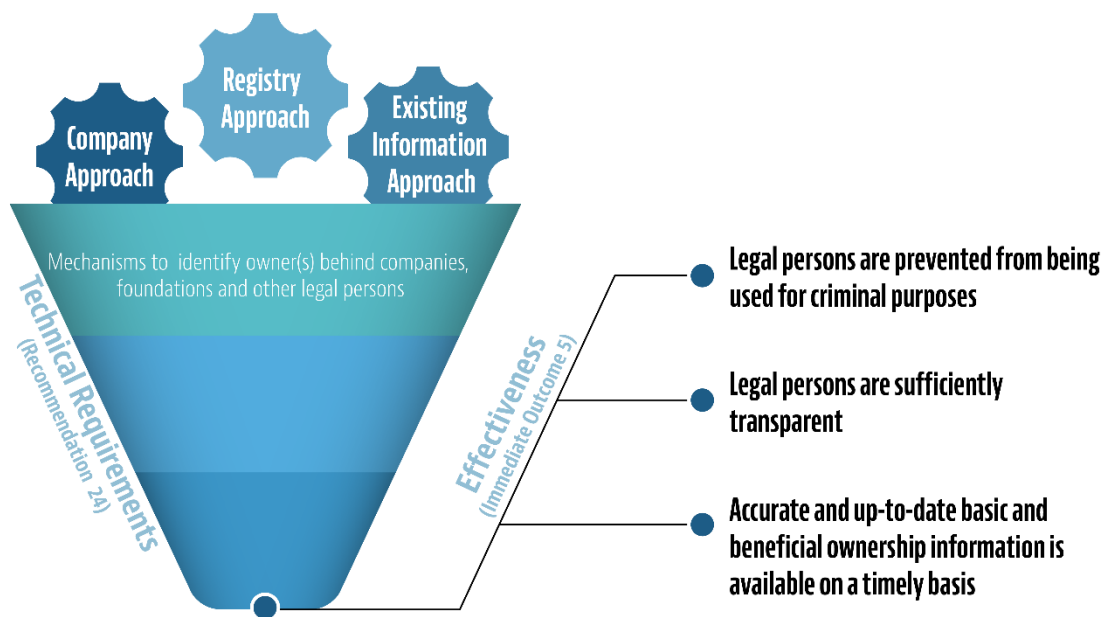 Company
Approach
Registry
Approach
Existing
Information
Approach
Mechanisms to identify owner(s) behind companies,
foundations and other legal persons
Technical Requirements
(Recommendation 24)
Effectiveness
(Immediate Outcome 5)
Legal persons are prevented from being
used for criminal purposes
Legal persons are sufficiently
transparent
Accurate and up-to-date basic and
beneficial ownership information is
available on a timely basis